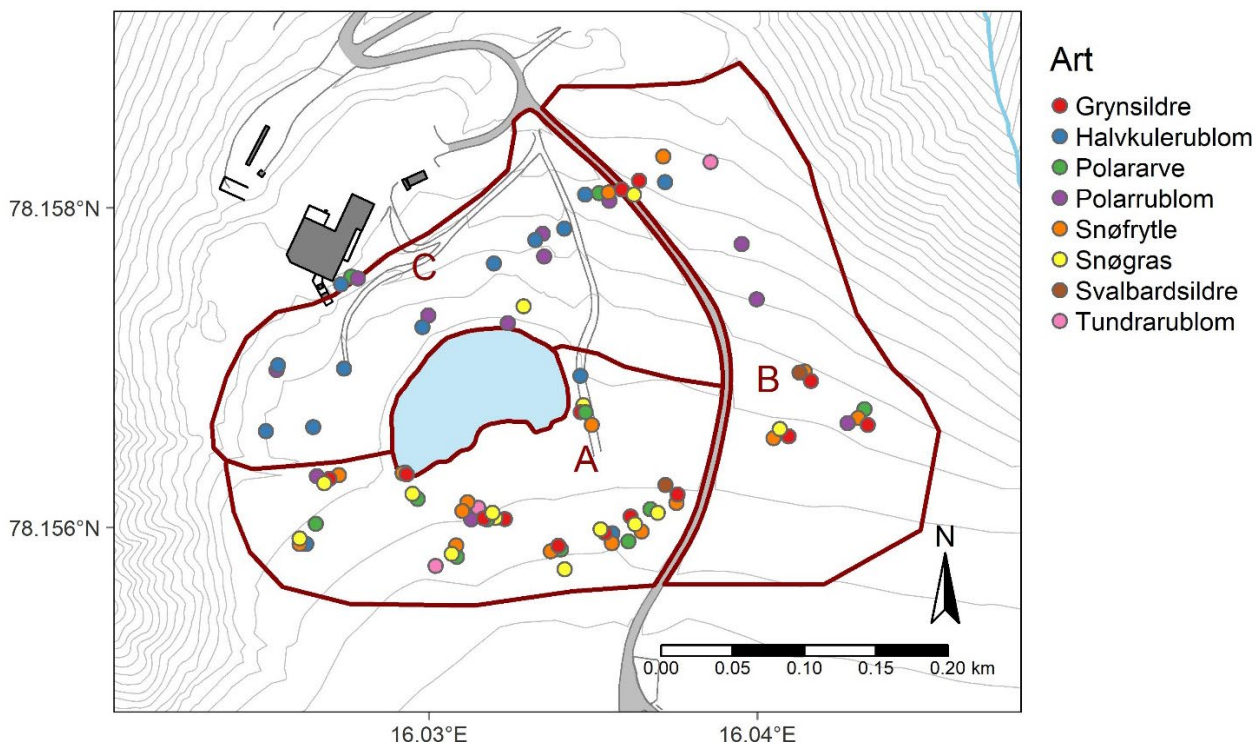 Art
Grynsildre
Halvkulerublom
Polararve
Polarrublom
Snøfrytle
Snøgras
Svalbardsildre
Tundrarublom
78.158°N
78.156°N
C
B
A
N
0.00 0.05 0.10 0.15 0.20 km
16.03°E 16.04°E